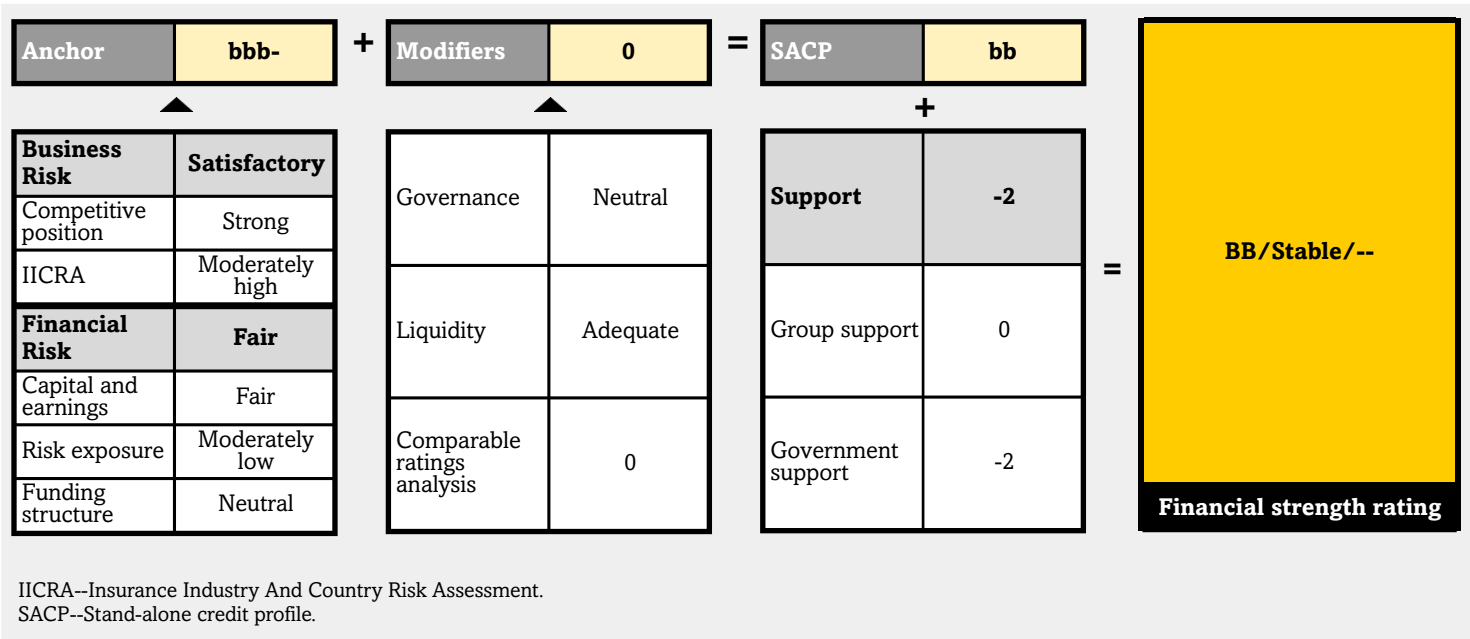 Anchor bbb- + Modifiers 0 = SACP bb
+
Business
Risk
Satisfactory
Competitive
position
Strong
IICRA
Moderately
high
Financial
Risk
Fair
Capital and
earnings
Fair
Risk exposure
Moderately
low
Funding
structure
Neutral
Governance Neutral
Liquidity Adequate
Comparable
ratings
analysis
0
Support -2
Group support 0
Government
support
-2
=
BB/Stable/--
Financial strength rating
IICRA--Insurance Industry And Country Risk Assessment.
SACP--Stand-alone credit profile.